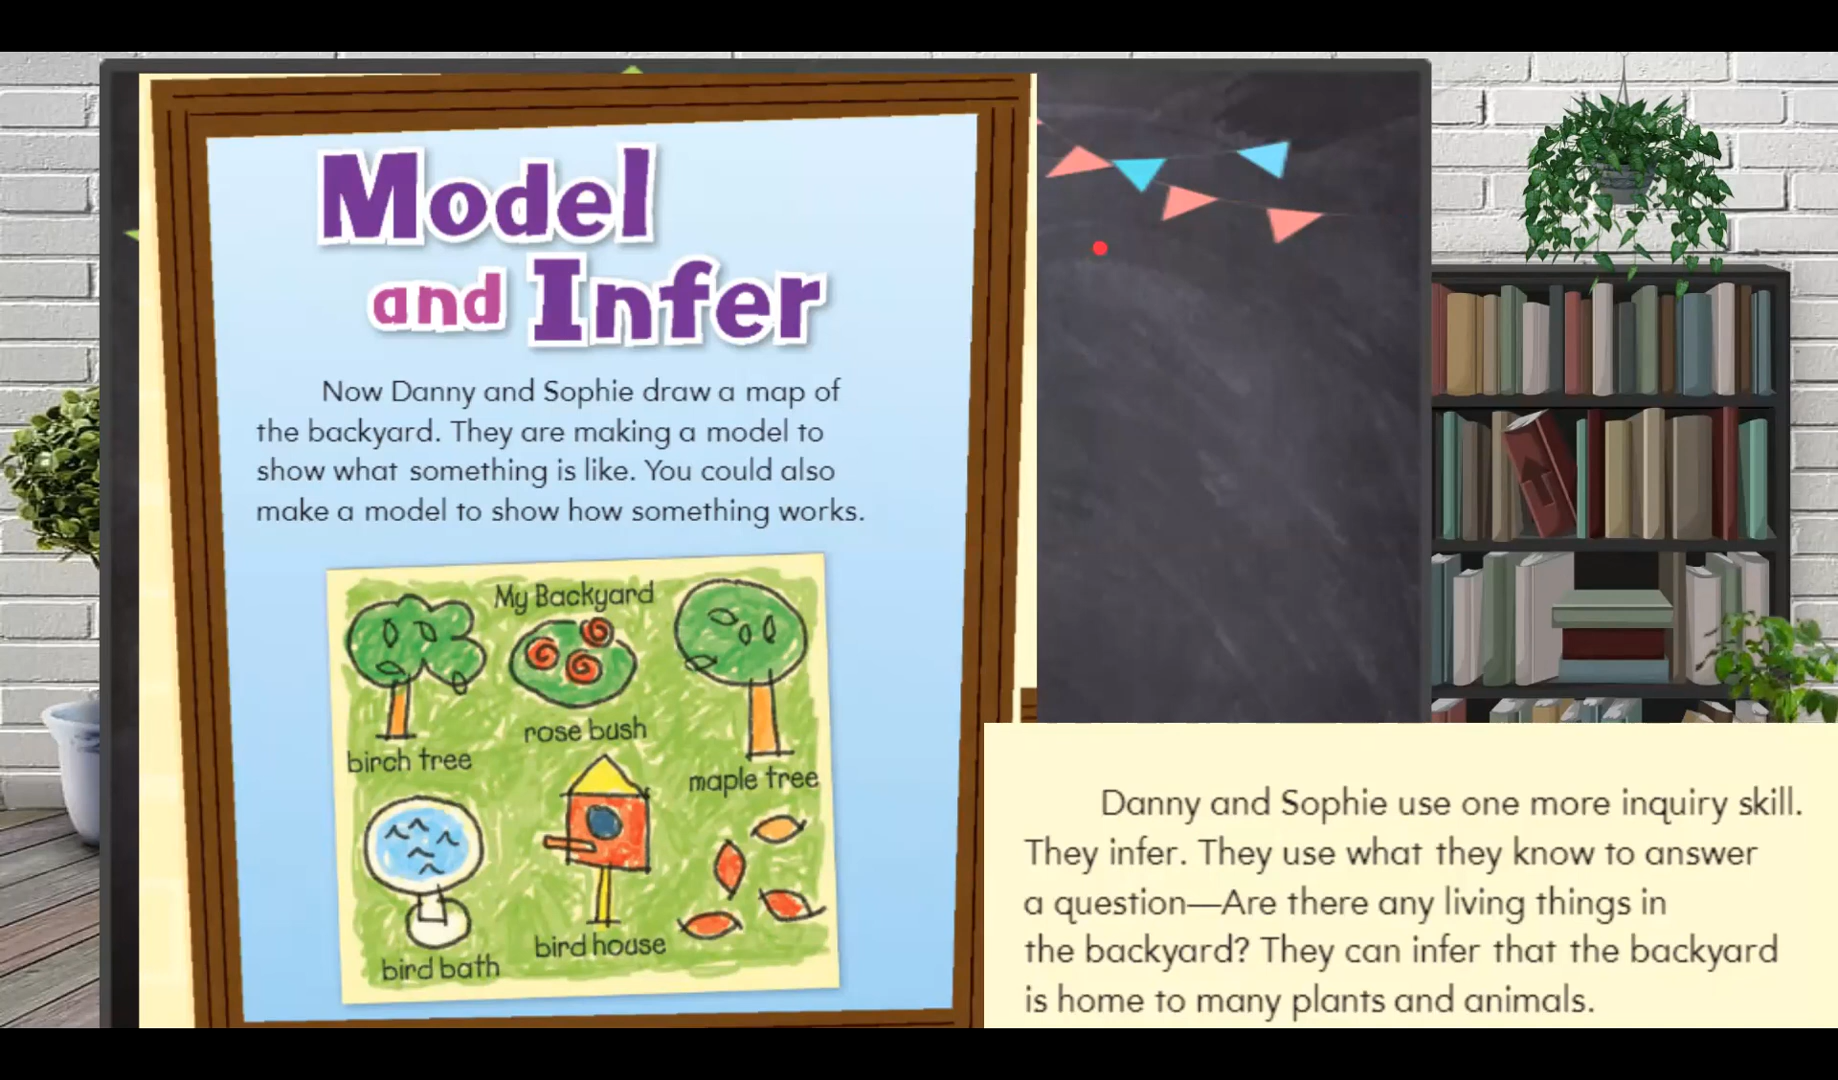 Model
and Infer
Now Danny and Sophie draw a map of
the backyard. They are making a model to
show what something is like. You could also
make a model to show how something works.
My Backyard
birch tree
rose bush
maple tree
bird bath
bird house
Danny and Sophie use one more inquiry skill.
They infer. They use what they know to answer
a question—Are there any living things in
the backyard? They can infer that the backyard
is home to many plants and animals.